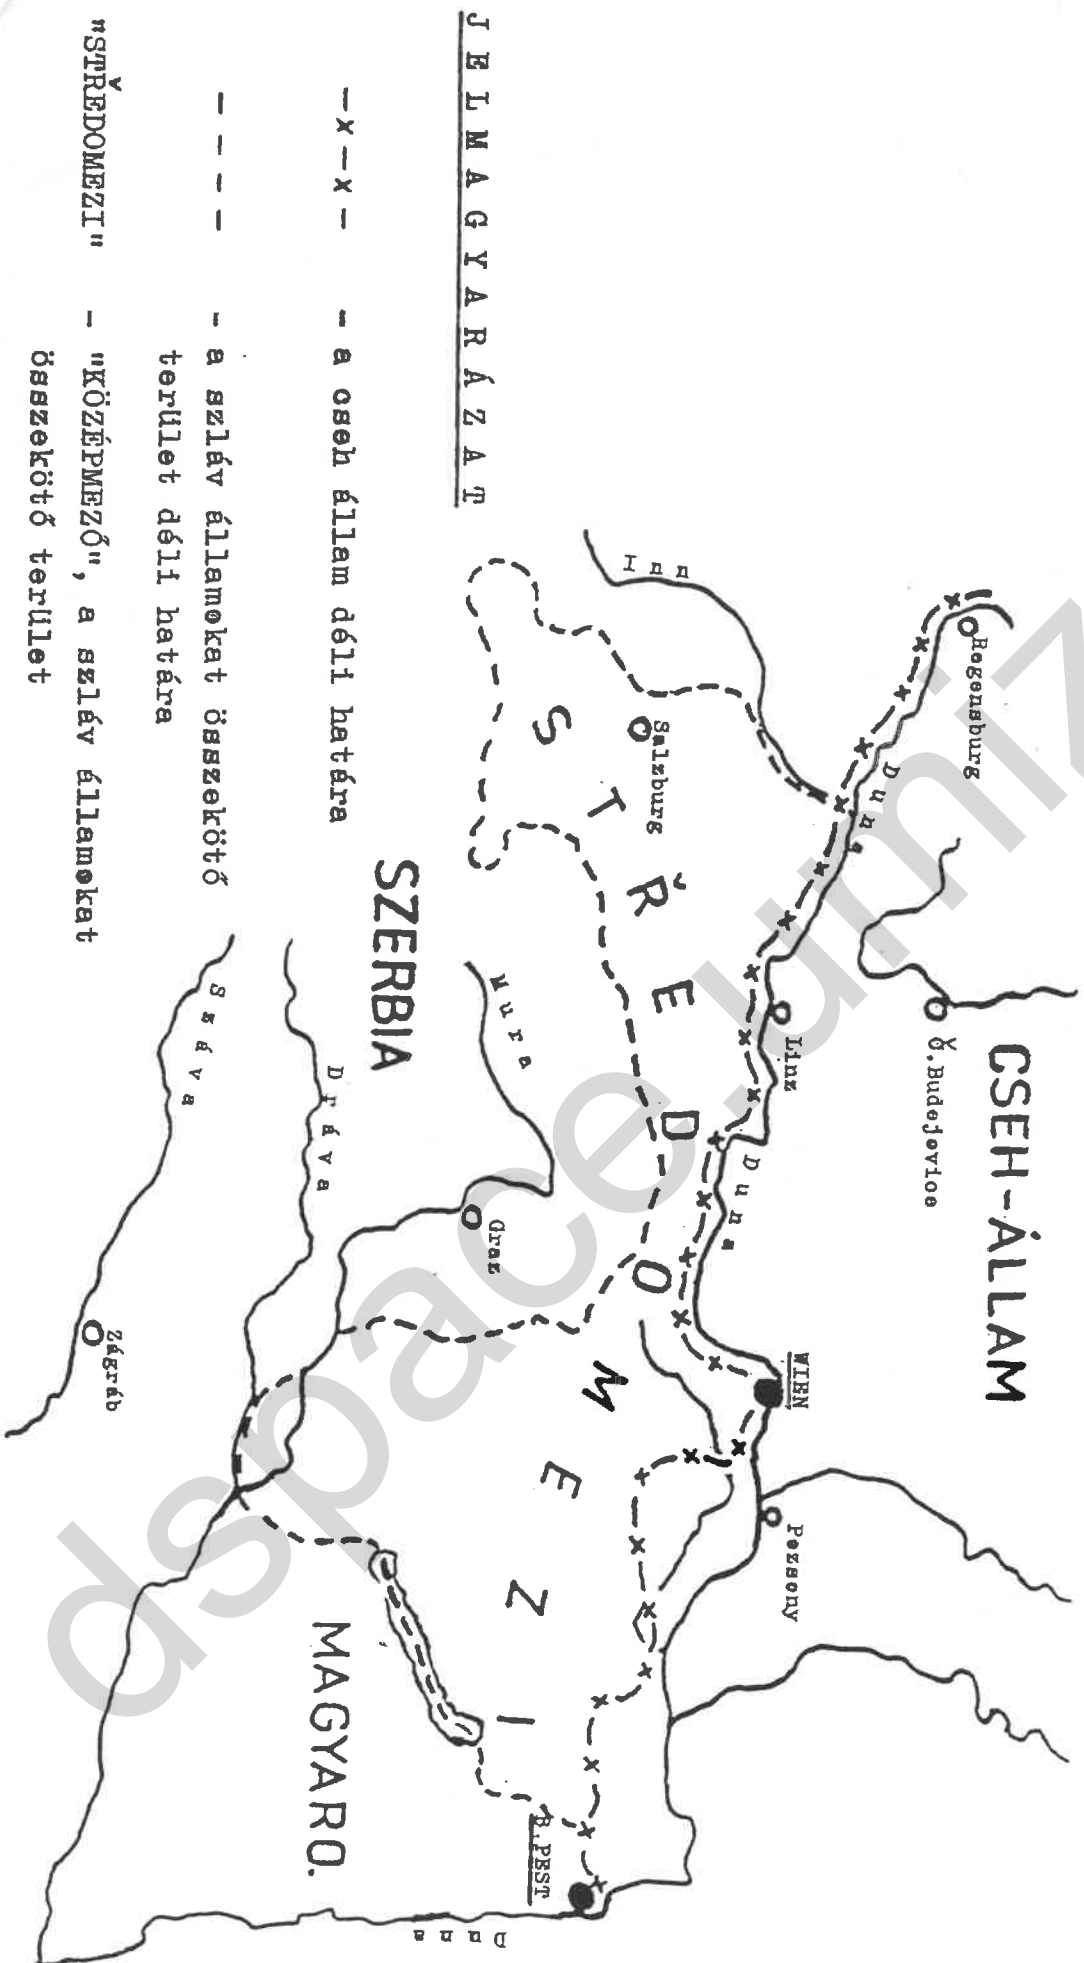 CSEH-ÁLLAM
Regensburg
Duna
Č.Budejovice
Linz
Duna
WIEN
Pozsony
Inn
Salzburg
STŘEDOMEZI
Mura
Graz
SZERBIA
Dráva
Száva
Zágráb
MAGYARO.
B.PEST
Duna
JELMAGYARÁZAT
-x-x- - a cseh állam déli határa
- - - - - a szláv államokat összekötő
terület déli határa
"STŘEDOMEZI" - "KÖZÉPMEZŐ", a szláv államokat
összekötő terület
dspace.umiz